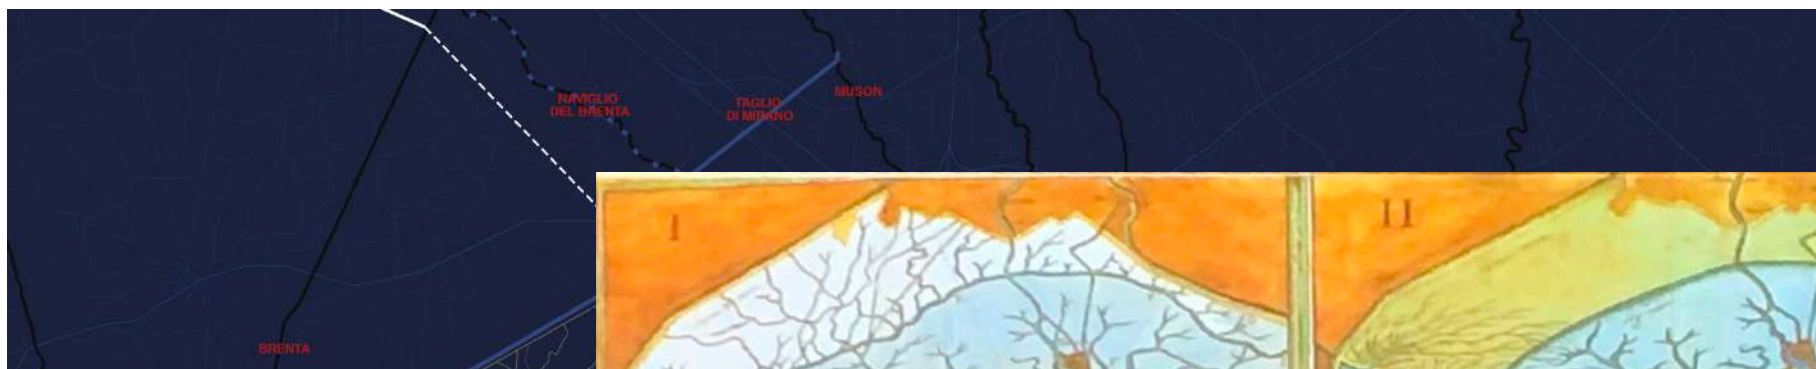 NAVIGLIO
DEL BRENTA
TAGLIO
DI MIRANO
MUSON
I
II
BRENTA